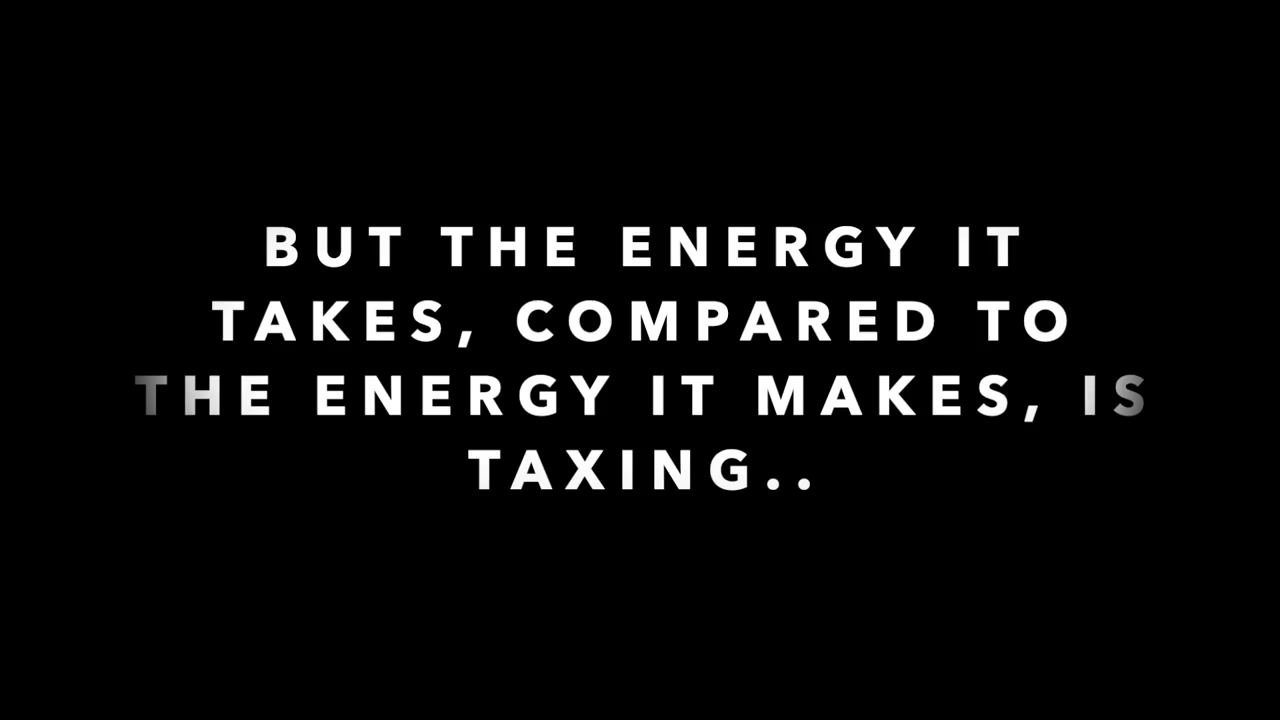 BUT THE ENERGY IT
TAKES, COMPARED TO
THE ENERGY IT MAKES, IS
TAXING..